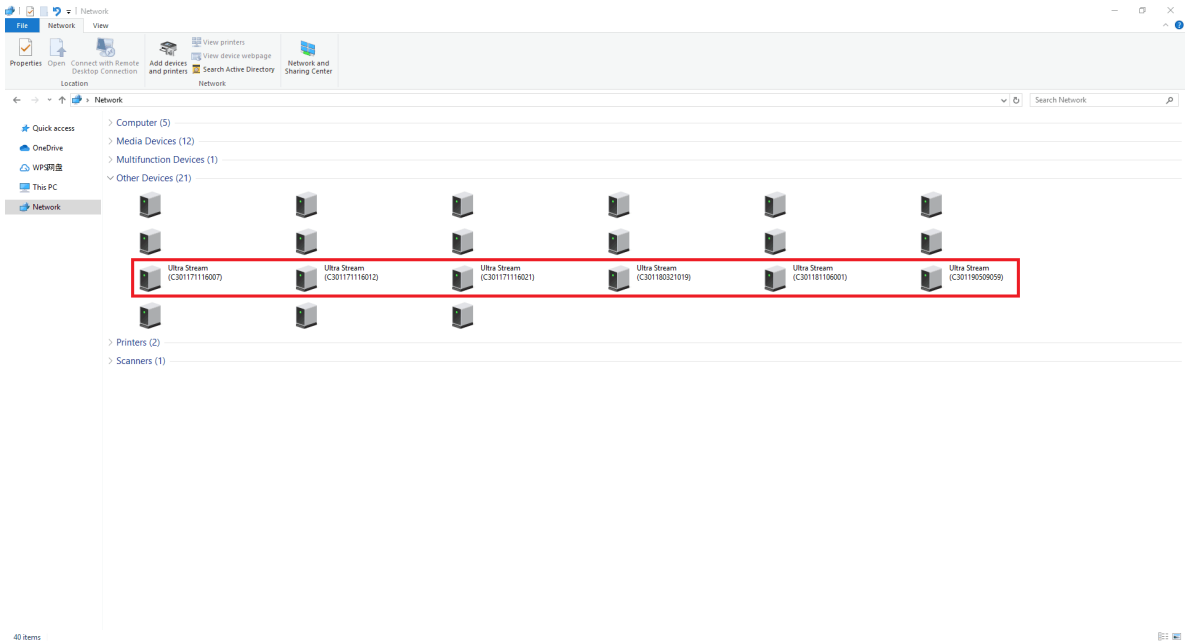 Network
File Network View
Properties
Open
Connect with Remote
Desktop Connection
Location
Add devices
and printers
View printers
View device webpage
Search Active Directory
Network
Network and
Sharing Center
Network
Search Network
Quick access
OneDrive
WPS网盘
This PC
Network
Computer (5)
Media Devices (12)
Multifunction Devices (1)
Other Devices (21)
Ultra Stream
(C301171116007)
Ultra Stream
(C301171116012)
Ultra Stream
(C301171116021)
Ultra Stream
(C301180321019)
Ultra Stream
(C301181106001)
Ultra Stream
(C301190509059)
Printers (2)
Scanners (1)
40 items